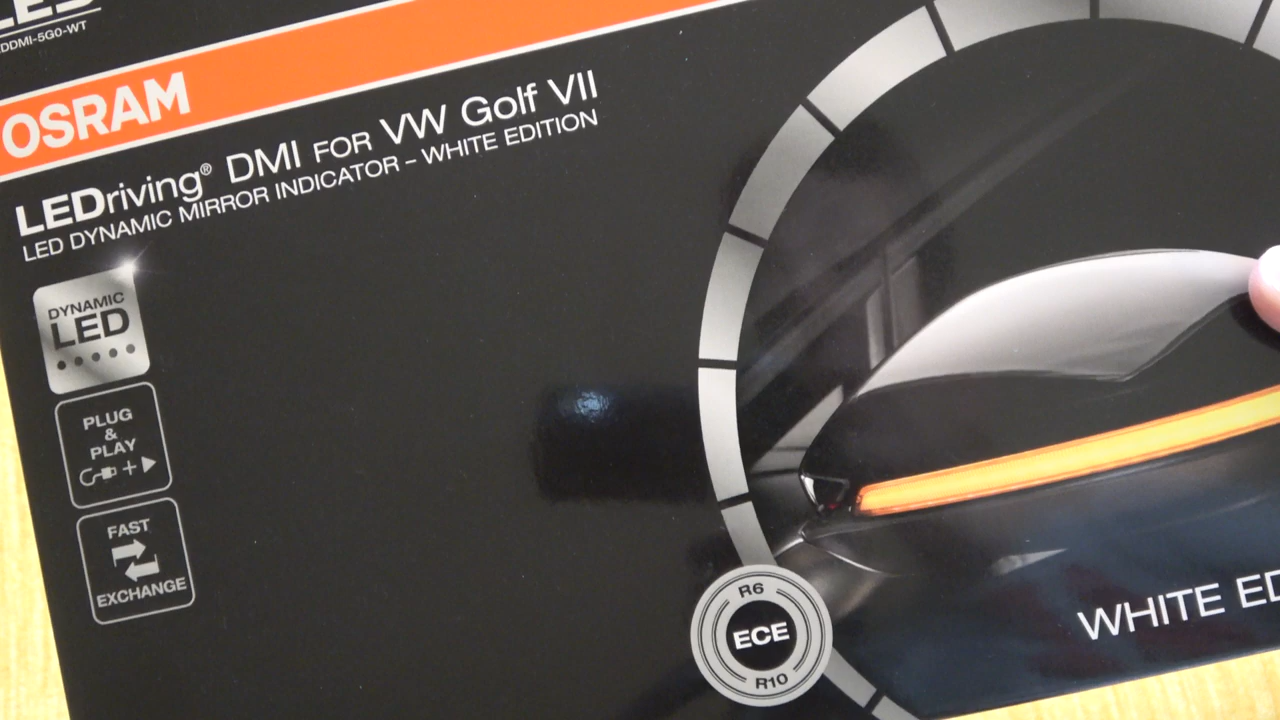 LEDDMI-5G0-WT
OSRAM
LEDriving® DMI FOR VW Golf VII
LED DYNAMIC MIRROR INDICATOR – WHITE EDITION
DYNAMIC
LED
PLUG
&
PLAY
+
FAST
EXCHANGE
R6
ECE
R10
WHITE ED